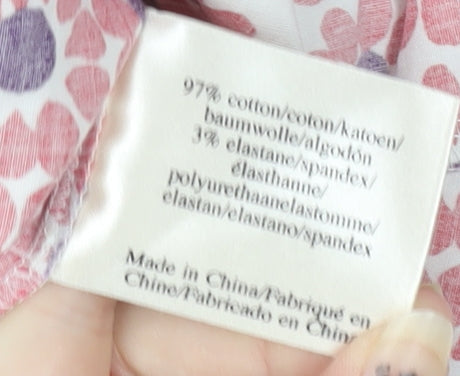 97% cotton/coton/katoen/
baumwolle/algodón
3% elastane/spandex/
élasthanne/
polyurethaanelastomme/
élastan/elastano/spandex
Made in China/Fabriqué en
Chine/Fabricado en China